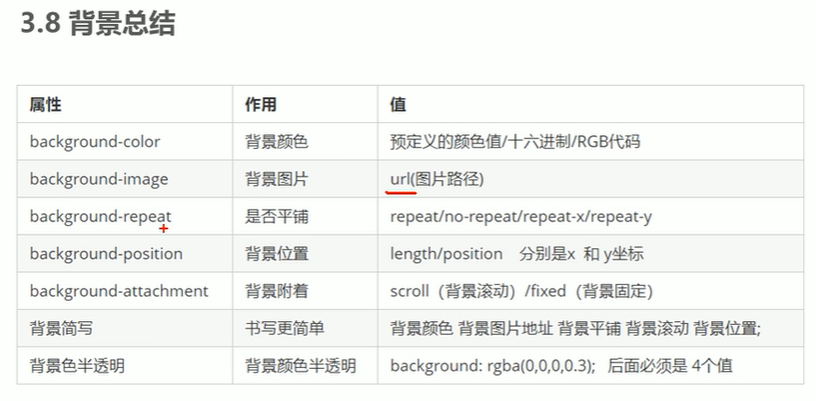 3.8 背景总结
属性 作用 值
background-color 背景颜色 预定义的颜色值/十六进制/RGB代码
background-image 背景图片 url(图片路径)
background-repeat 是否平铺 repeat/no-repeat/repeat-x/repeat-y
background-position 背景位置 length/position 分别是x 和 y坐标
background-attachment 背景附着 scroll（背景滚动）/fixed（背景固定）
背景简写 书写更简单 背景颜色 背景图片地址 背景平铺 背景滚动 背景位置;
背景色半透明 背景颜色半透明 background: rgba(0,0,0,0.3); 后面必须是 4个值